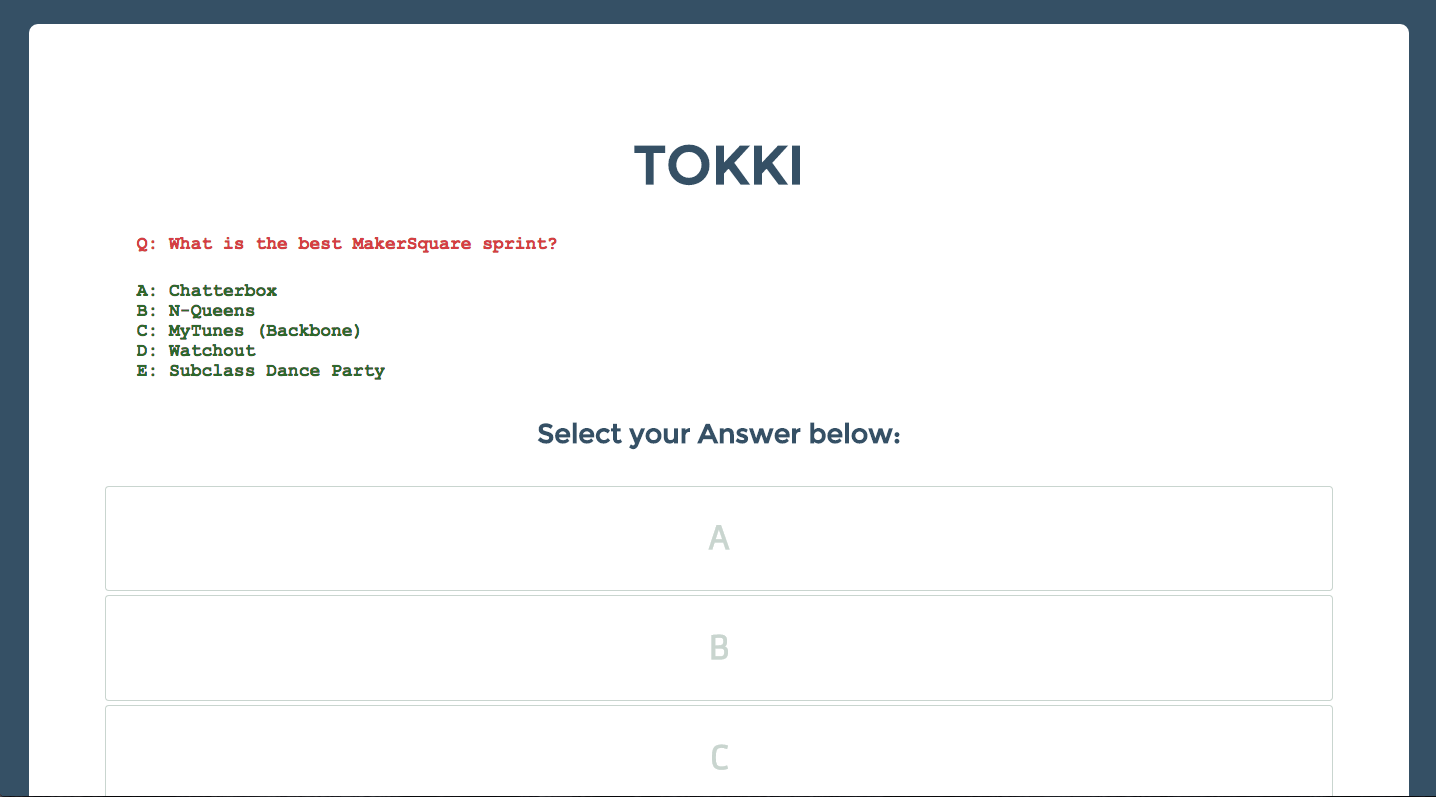 TOKKI
Q: What is the best MakerSquare sprint?
A: Chatterbox
B: N-Queens
C: MyTunes (Backbone)
D: Watchout
E: Subclass Dance Party
Select your Answer below:
A
B
C